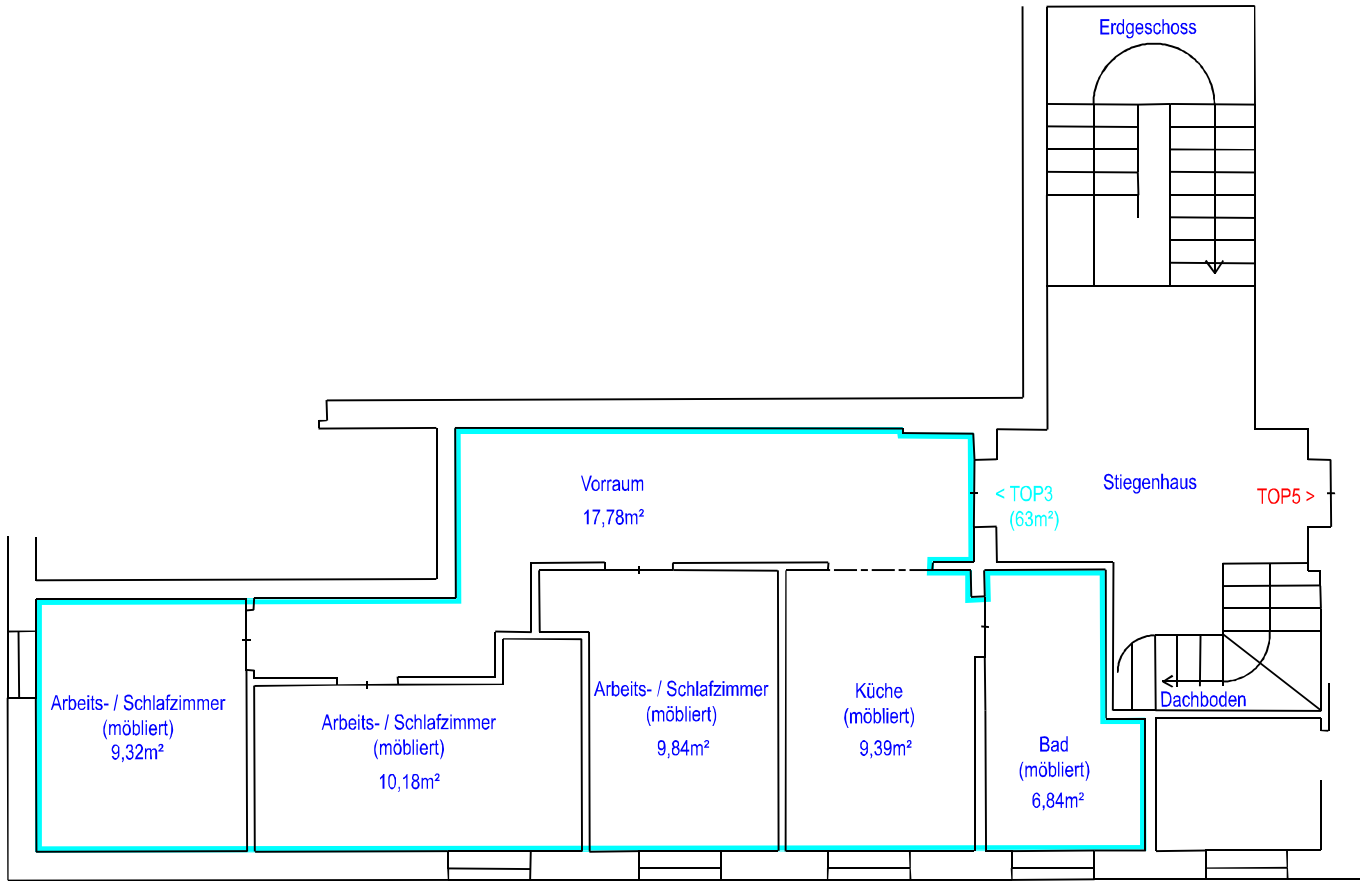 Erdgeschoss
Vorraum
17,78m²
Stiegenhaus
< TOP3
(63m²)
TOP5 >
Arbeits- / Schlafzimmer
(möbliert)
9,32m²
Arbeits- / Schlafzimmer
(möbliert)
10,18m²
Arbeits- / Schlafzimmer
(möbliert)
9,84m²
Küche
(möbliert)
9,39m²
Bad
(möbliert)
6,84m²
Dachboden